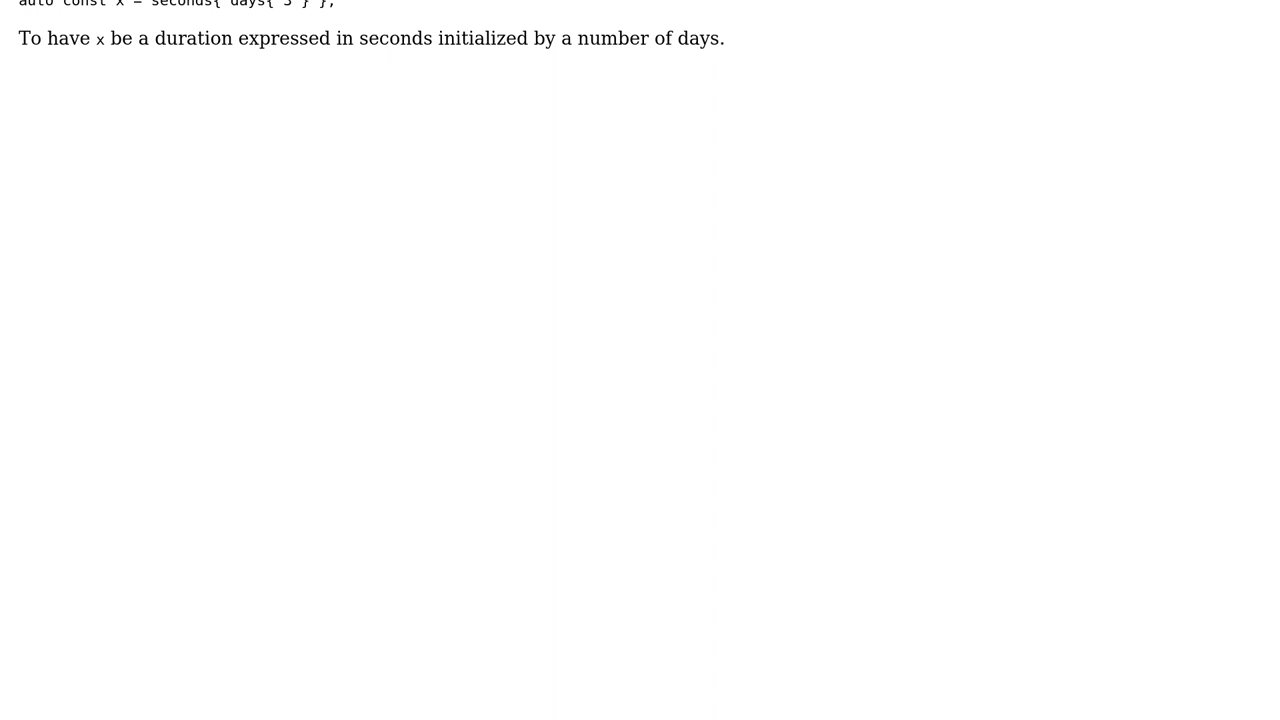 auto const x = seconds{ days{ 3 } };
To have x be a duration expressed in seconds initialized by a number of days.